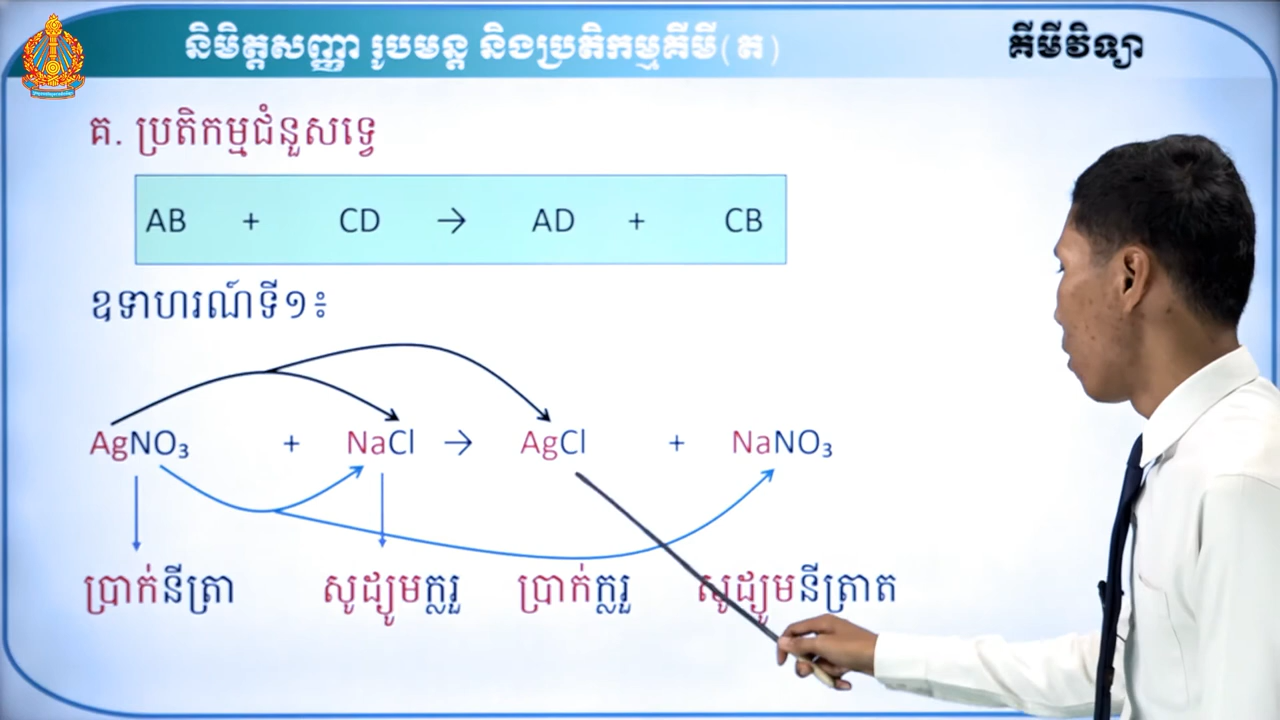 និមិត្តសញ្ញា រូបមន្ត និងប្រតិកម្មគីមី(ត)
គីមីវិទ្យា
គ. ប្រតិកម្មជំនួសទ្វេ
AB + CD → AD + CB
ឧទាហរណ៍ទី១៖
AgNO₃ + NaCl → AgCl + NaNO₃
ប្រាក់នីត្រា សូដ្យូមក្លរួ ប្រាក់ក្លរួ សូដ្យូមនីត្រាត